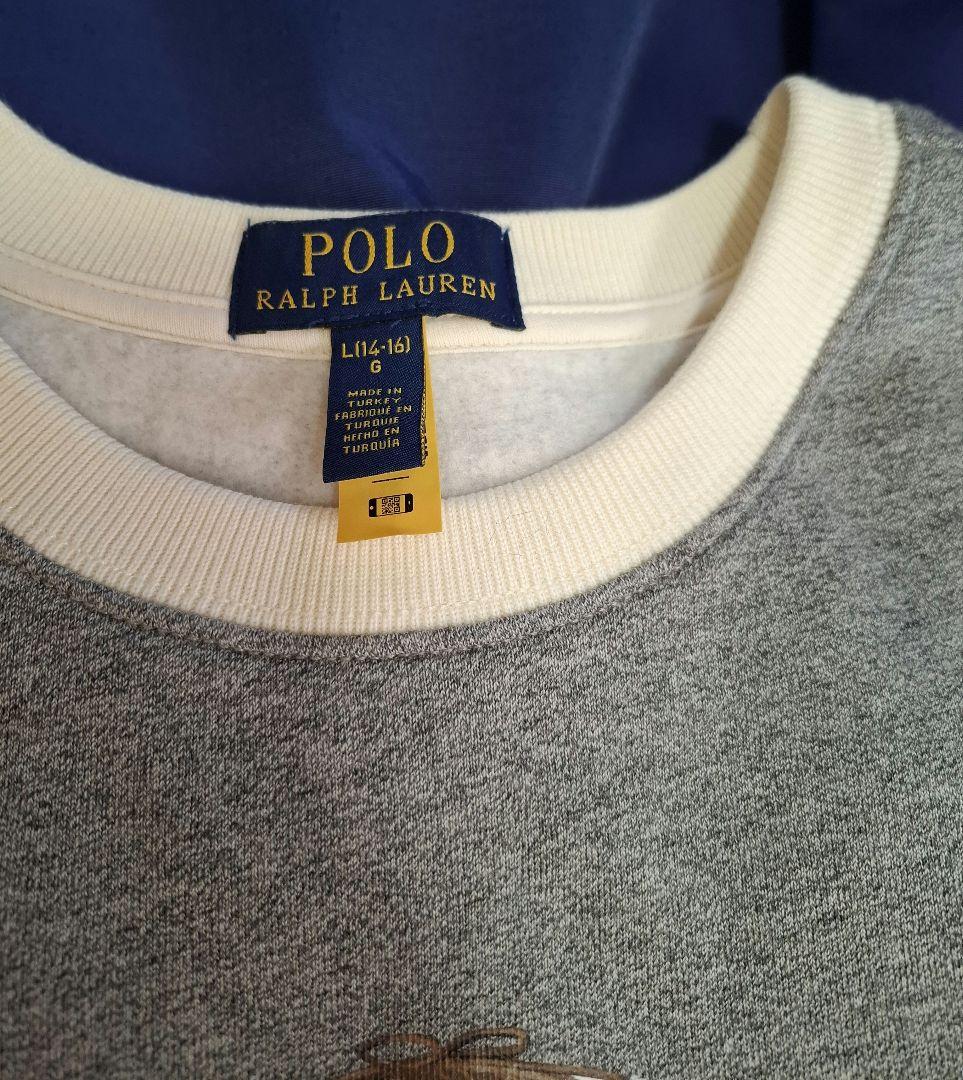 POLO
RALPH LAUREN
L(14-16)
G
MADE IN
TURKEY
FABRIQUÉ EN
TURQUIE
HECHO EN
TURQUÍA